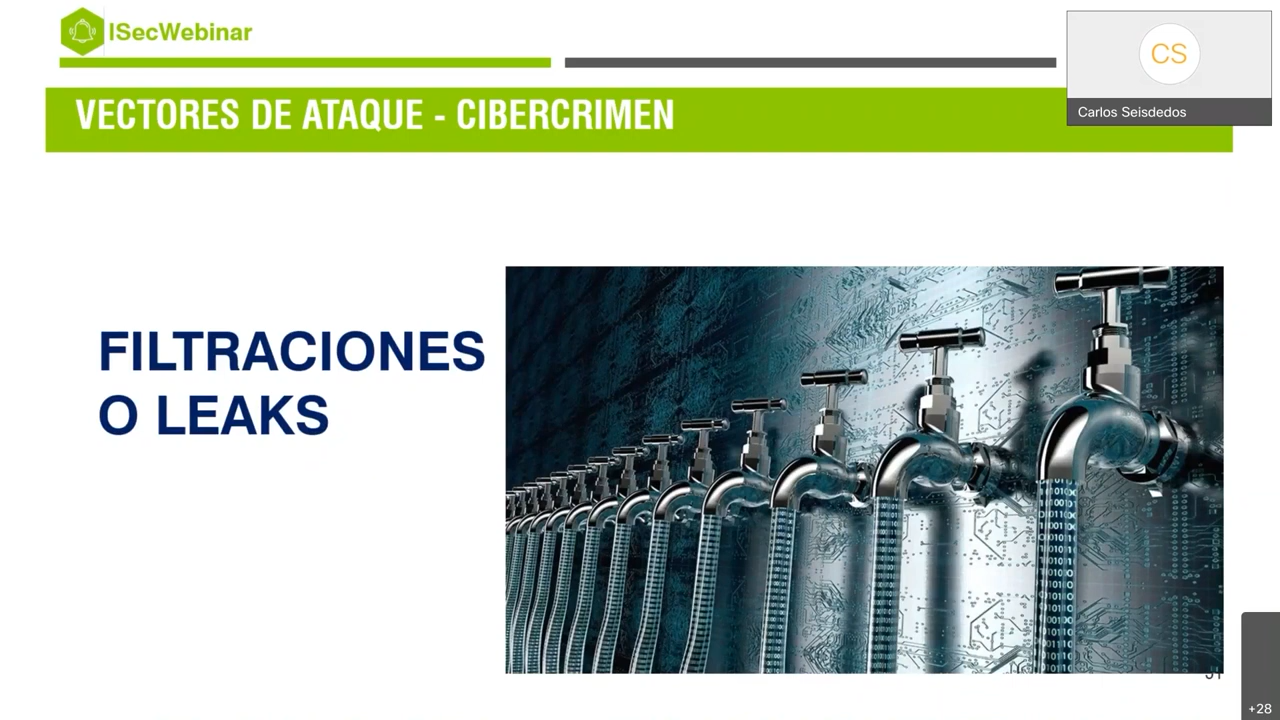 ISecWebinar
CS
Carlos Seisdedos
VECTORES DE ATAQUE - CIBERCRIMEN
FILTRACIONES
O LEAKS
+28